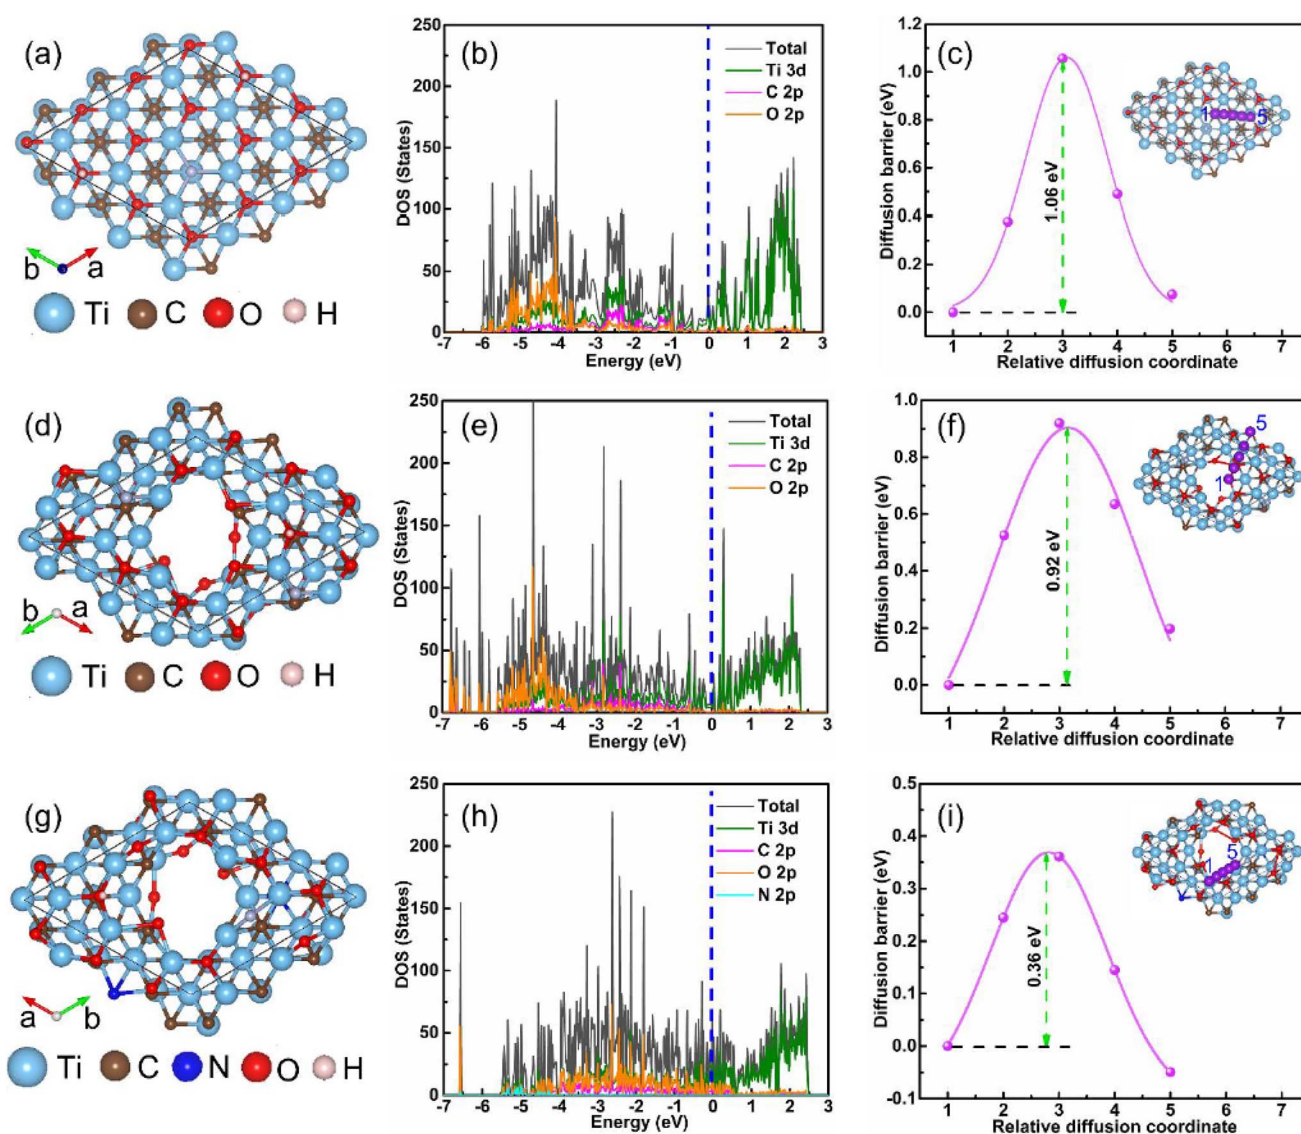 (a)
b a
Ti C O H
(b)
DOS (States)
250
200
150
100
50
0
Total
Ti 3d
C 2p
O 2p
-7 -6 -5 -4 -3 -2 -1 0 1 2 3
Energy (eV)
(c)
Diffusion barrier (eV)
1.2
1.0
0.8
0.6
0.4
0.2
0.0
1.06 eV
1 5
1 2 3 4 5 6 7
Relative diffusion coordinate
(d)
b a
Ti C O H
(e)
DOS (States)
250
200
150
100
50
0
Total
Ti 3d
C 2p
O 2p
-7 -6 -5 -4 -3 -2 -1 0 1 2 3
Energy (eV)
(f)
Diffusion barrier (eV)
1.0
0.8
0.6
0.4
0.2
0.0
0.92 eV
5
1
1 2 3 4 5 6 7
Relative diffusion coordinate
(g)
a b
Ti C N O H
(h)
DOS (States)
250
200
150
100
50
0
Total
Ti 3d
C 2p
O 2p
N 2p
-7 -6 -5 -4 -3 -2 -1 0 1 2 3
Energy (eV)
(i)
Diffusion barrier (eV)
0.5
0.4
0.3
0.2
0.1
0.0
-0.1
0.36 eV
1 5
1 2 3 4 5 6 7
Relative diffusion coordinate